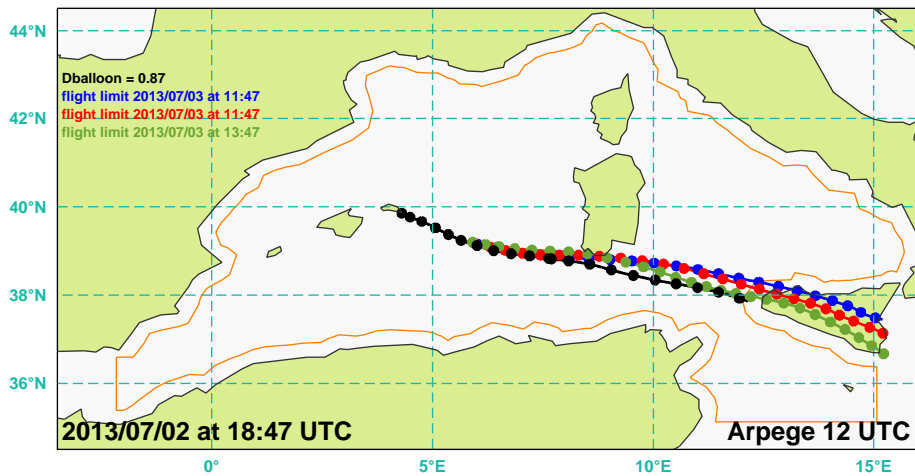 44°N
Dballoon = 0.87
flight limit 2013/07/03 at 11:47
flight limit 2013/07/03 at 11:47
42°N
flight limit 2013/07/03 at 13:47
40°N
38°N
36°N
2013/07/02 at 18:47 UTC
Arpege 12 UTC
0°
5°E
10°E
15°E